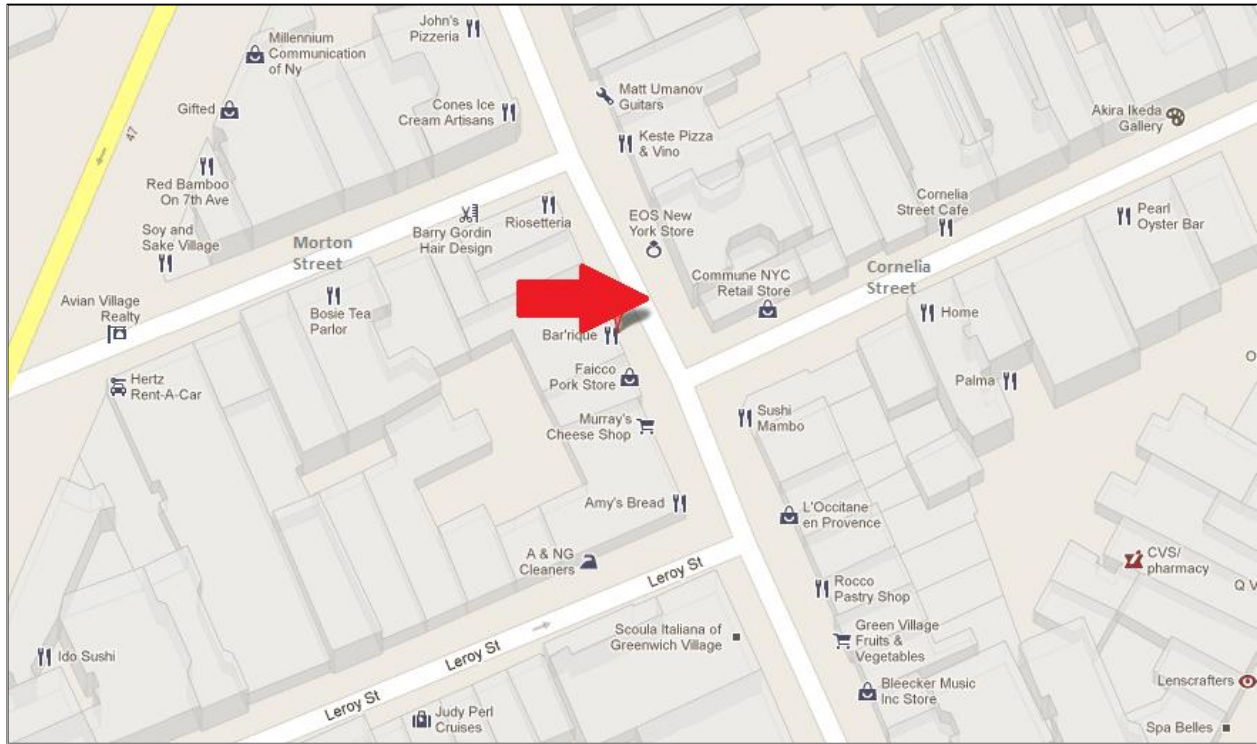 John's
Pizzeria
Millennium
Communication
of Ny
Matt Umanov
Guitars
Gifted
Cones Ice
Cream Artisans
Akira Ikeda
Gallery
47
Keste Pizza
& Vino
Red Bamboo
On 7th Ave
Cornelia
Street Cafe
Pearl
Oyster Bar
Soy and
Sake Village
Morton
Street
Barry Gordin
Hair Design
Riosetteria
EOS New
York Store
Commune NYC
Retail Store
Cornelia
Street
Avian Village
Realty
Bosie Tea
Parlor
Bar'rique
Home
Hertz
Rent-A-Car
Faicco
Pork Store
Palma
Murray's
Cheese Shop
Sushi
Mambo
Amy's Bread
L'Occitane
en Provence
A & NG
Cleaners
Leroy St
CVS/
pharmacy
Rocco
Pastry Shop
Q V
Scoula Italiana of
Greenwich Village
Green Village
Fruits &
Vegetables
Ido Sushi
Leroy St
Leroy St
Bleecker Music
Inc Store
Lenscrafters
Judy Perl
Cruises
Spa Belles